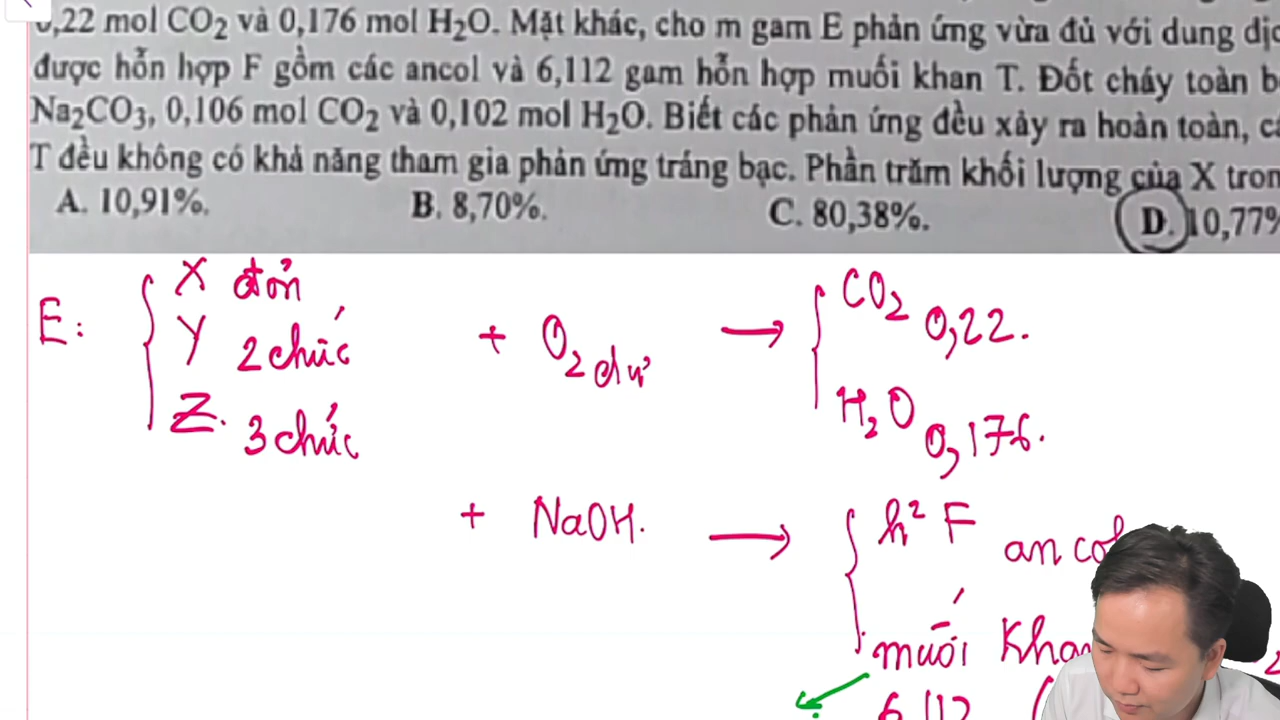 0,22 mol CO2 và 0,176 mol H2O. Mặt khác, cho m gam E phản ứng vừa đủ với dung
được hỗn hợp F gồm các ancol và 6,112 gam hỗn hợp muối khan T. Đốt cháy toàn
Na2CO3, 0,106 mol CO2 và 0,102 mol H2O. Biết các phản ứng đều xảy ra hoàn toàn,
T đều không có khả năng tham gia phản ứng tráng bạc. Phần trăm khối lượng của X
A. 10,91%. B. 8,70%. C. 80,38%. D. 10,77%
E: X đơn + O2 dư → CO2 0,22.
Y 2 chức
Z. 3 chức H2O 0,176.
+ NaOH. → h² F ancol
muối khan
6,112